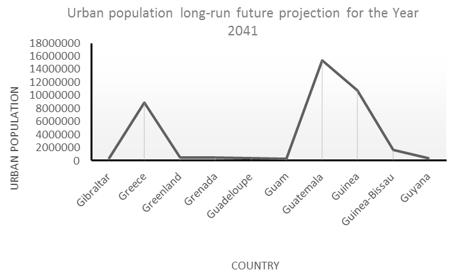 Urban population long-run future projection for the Year
2041
18000000
16000000
14000000
12000000
10000000
8000000
6000000
4000000
2000000
0
URBAN POPULATION
Gibraltar
Greece
Greenland
Grenada
Guadeloupe
Guam
Guatemala
Guinea
Guinea-Bissau
Guyana
COUNTRY